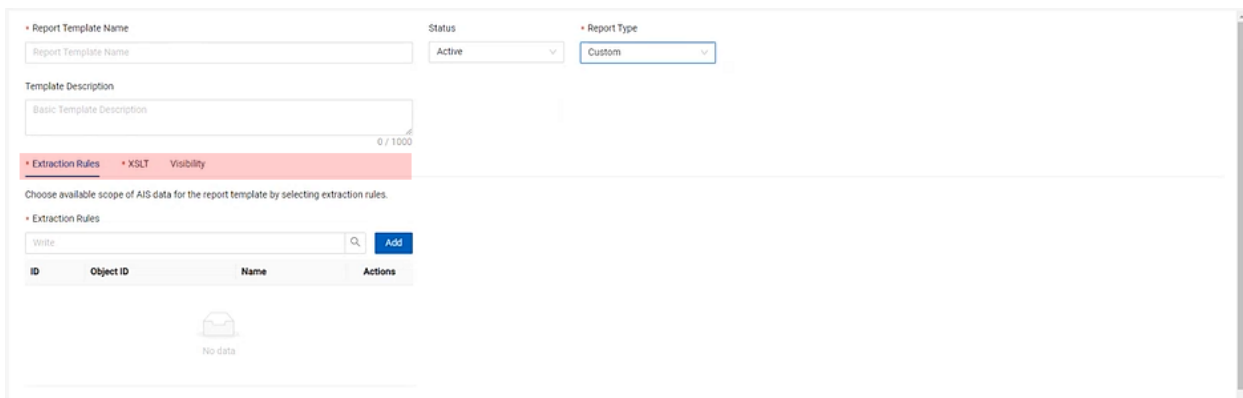 • Report Template Name Status • Report Type
Report Template Name Active Custom
Template Description
Basic Template Description
0 / 1000
• Extraction Rules • XSLT Visibility
Choose available scope of AIS data for the report template by selecting extraction rules.
• Extraction Rules
Write Add
ID Object ID Name Actions
No data